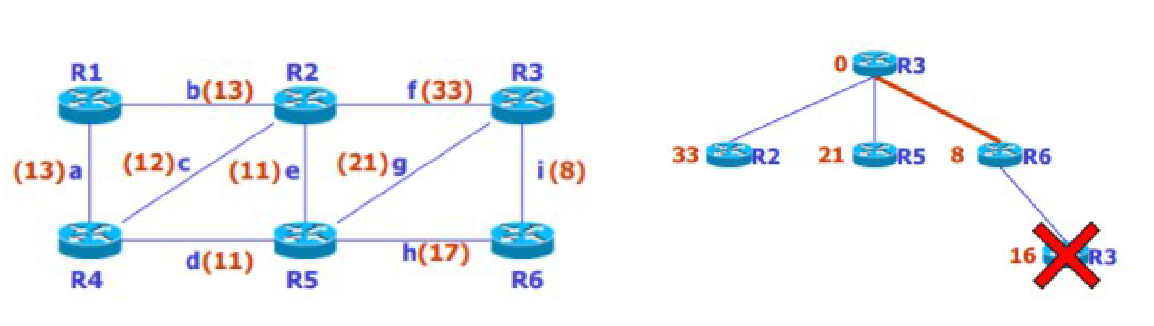 R1 R2 R3
b(13) f(33)
(13)a (12)c (11)e (21)g i(8)
d(11) h(17)
R4 R5 R6
0 R3
33 R2 21 R5 8 R6
16 R3